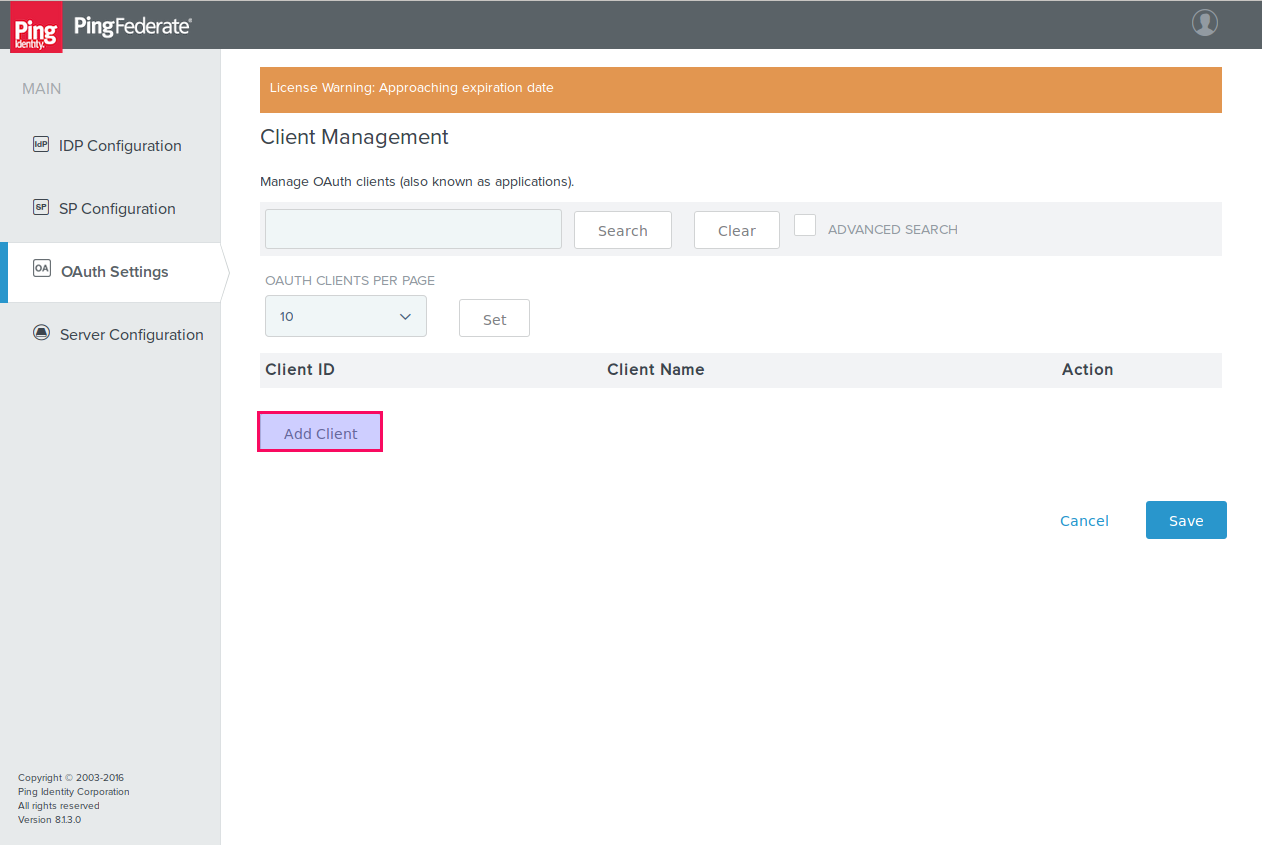 Ping
Identity.
PingFederate®
MAIN
IdP IDP Configuration
SP SP Configuration
OA OAuth Settings
Server Configuration
Copyright © 2003-2016
Ping Identity Corporation
All rights reserved
Version 8.1.3.0
License Warning: Approaching expiration date
Client Management
Manage OAuth clients (also known as applications).
Search Clear ADVANCED SEARCH
OAUTH CLIENTS PER PAGE
10 Set
Client ID Client Name Action
Add Client
Cancel Save